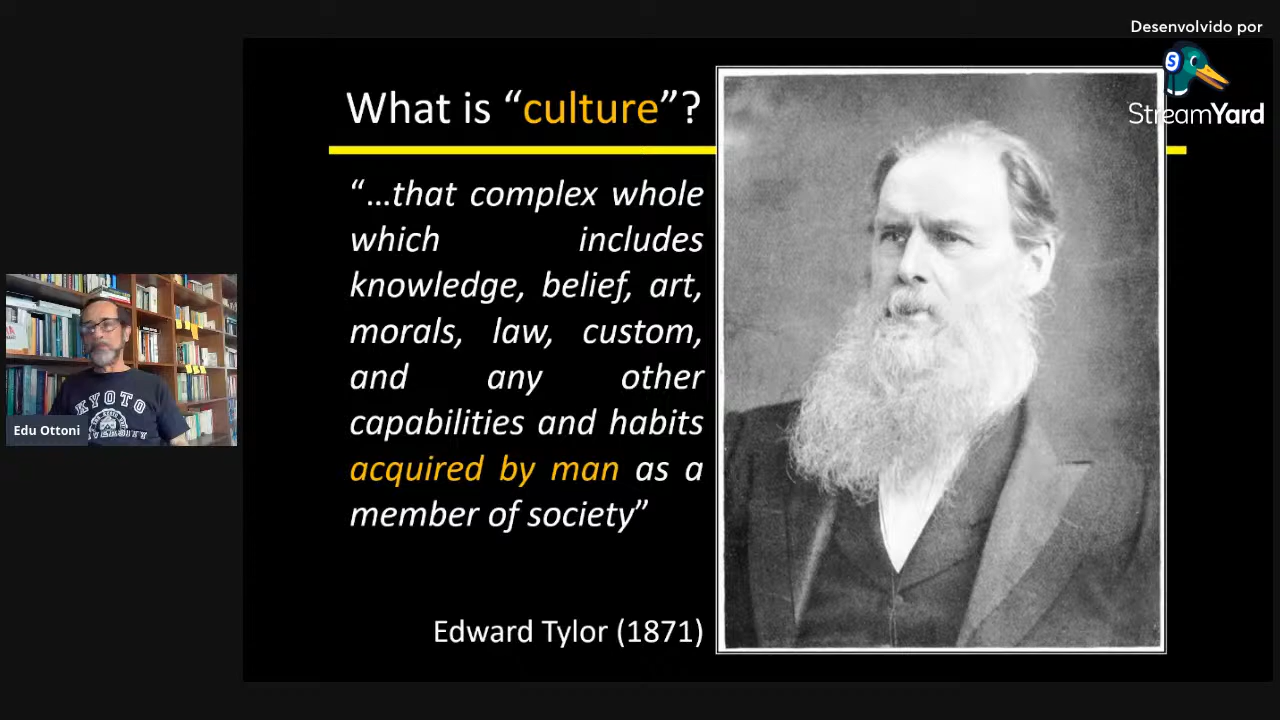 Desenvolvido por
StreamYard
What is “culture”?
“…that complex whole
which includes
knowledge, belief, art,
morals, law, custom,
and any other
capabilities and habits
acquired by man as a
member of society”
Edward Tylor (1871)
KYOTO
Edu Ottoni